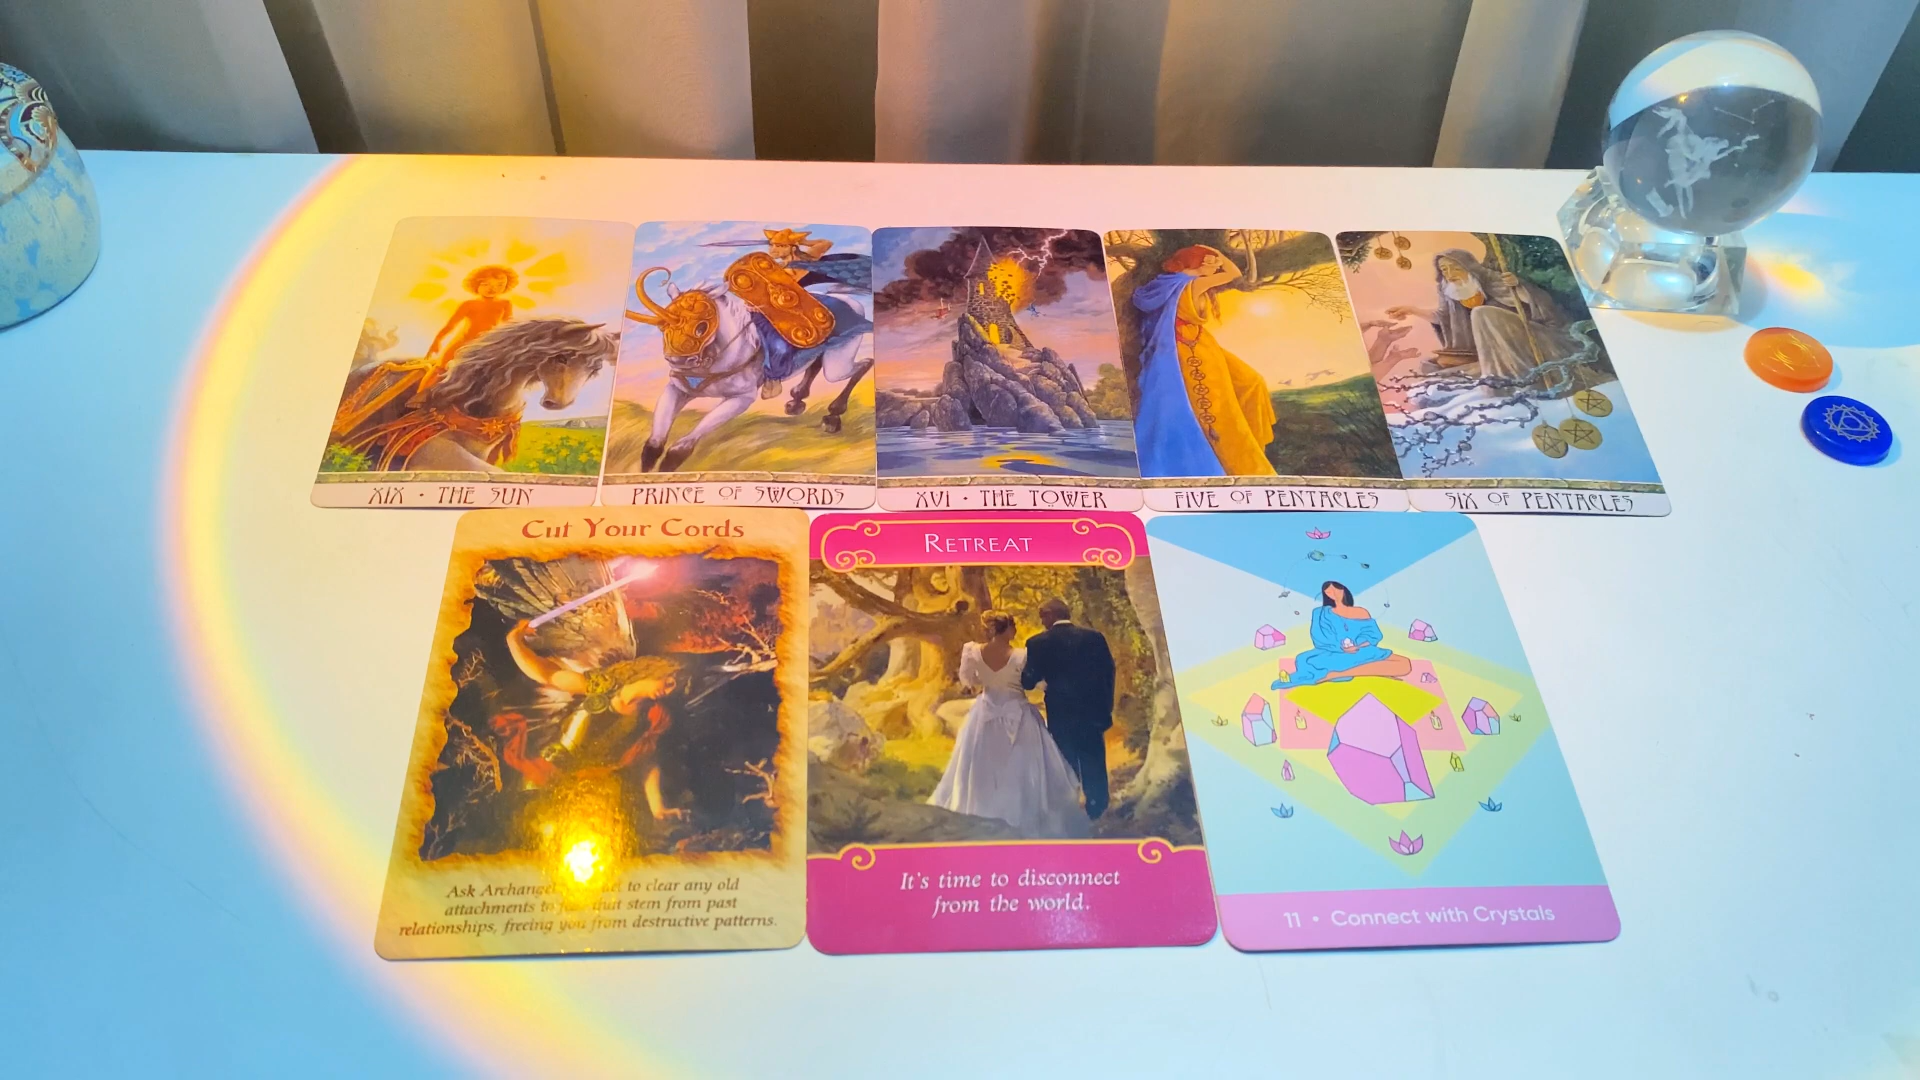 XIX • THE SUN
PRINCE OF SWORDS
XVI • THE TOWER
FIVE OF PENTACLES
SIX OF PENTACLES
Cut Your Cords
Ask Archangel to clear any old
attachments to that stem from past
relationships, freeing you from destructive patterns.
RETREAT
It's time to disconnect
from the world.
11 • Connect with Crystals